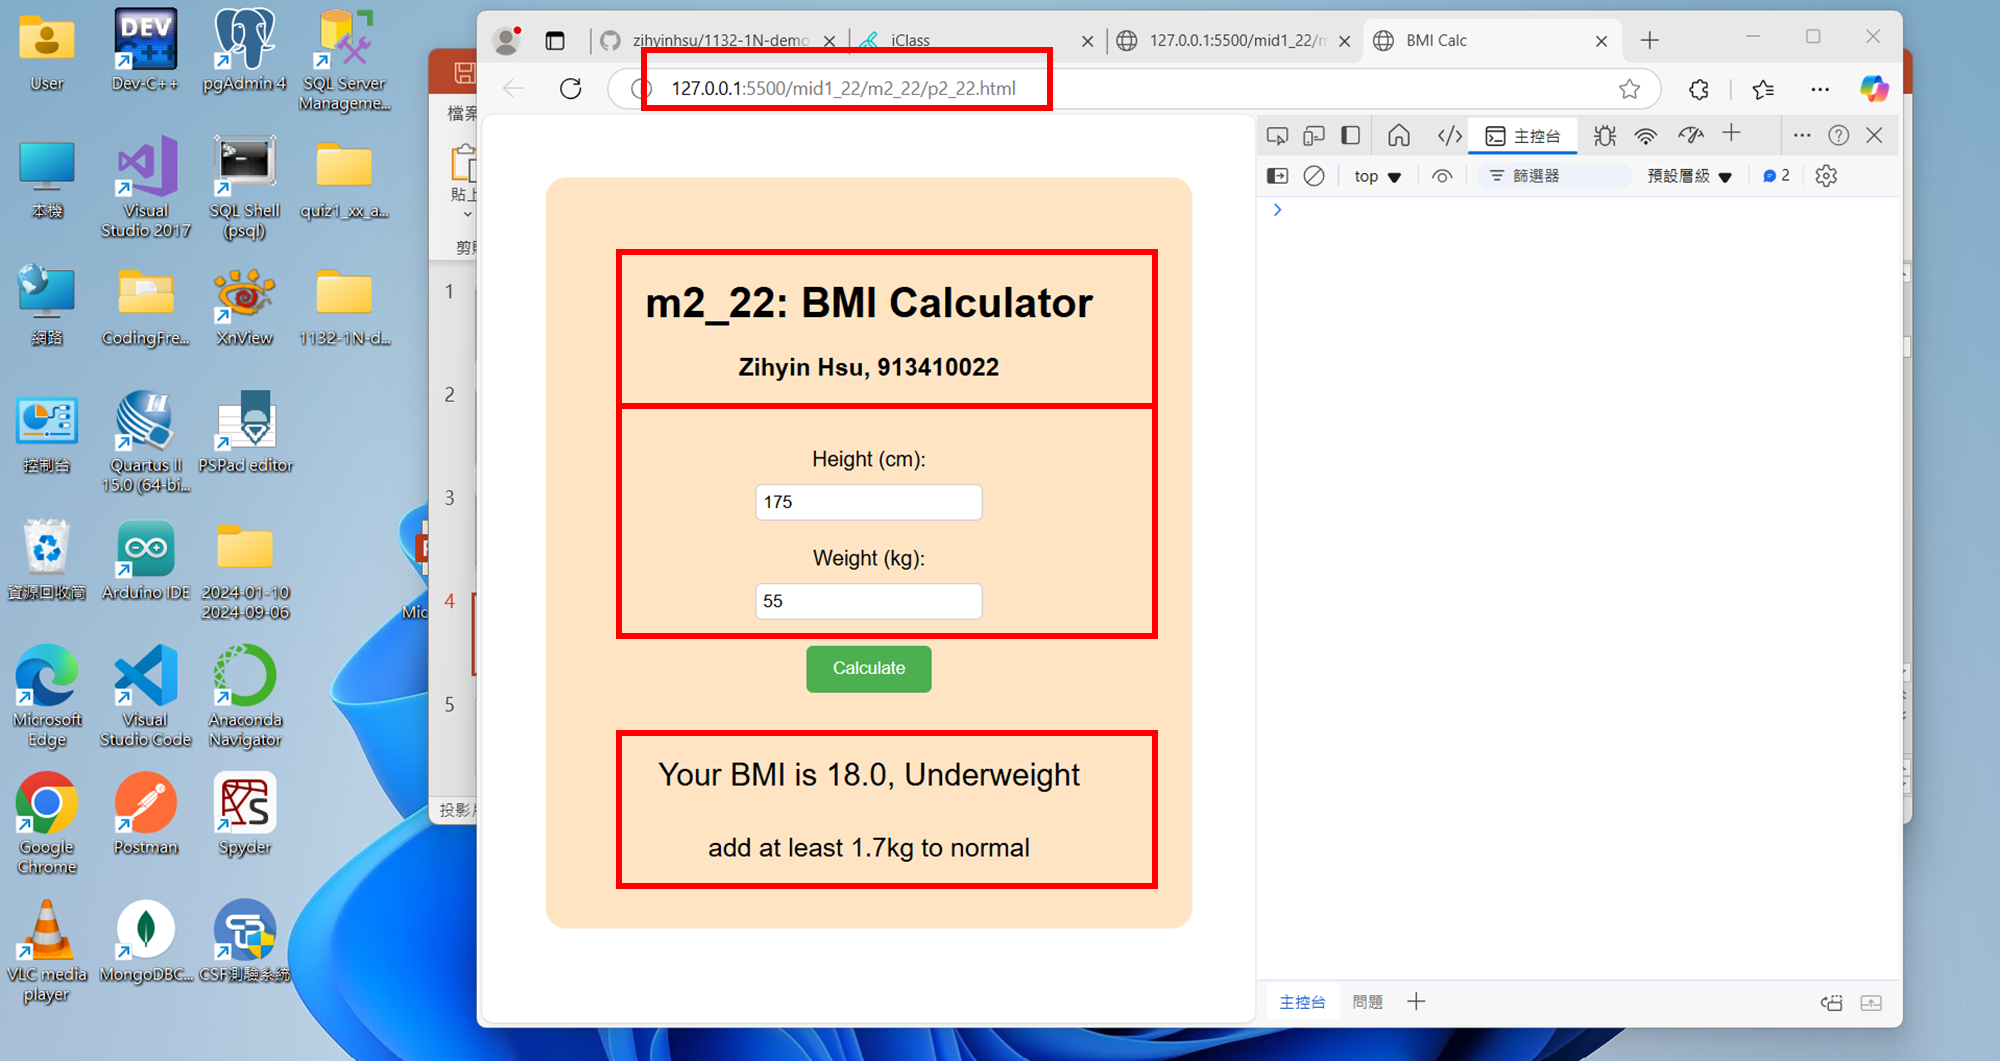 User
Dev-C++
pgAdmin 4
SQL Server
Manageme...
本機
Visual
Studio 2017
SQL Shell
(psql)
quiz1_xx_a...
網路
CodingFre...
XnView
1132-1N-d...
控制台
Quartus II
15.0 (64-bi...
PSPad editor
資源回收筒
Arduino IDE
2024-01-10
2024-09-06
Microsoft
Edge
Visual
Studio Code
Anaconda
Navigator
Google
Chrome
Postman
Spyder
VLC media
player
MongoDBC...
CSF測驗系統
Mic
檔案
貼上
剪貼
1
2
3
4
5
投影片
zihyinhsu/1132-1N-demo
iClass
127.0.0.1:5500/mid1_22/m
BMI Calc
127.0.0.1:5500/mid1_22/m2_22/p2_22.html
m2_22: BMI Calculator
Zihyin Hsu, 913410022
Height (cm):
175
Weight (kg):
55
Calculate
Your BMI is 18.0, Underweight
add at least 1.7kg to normal
主控台
top
篩選器
預設層級
2
主控台
問題